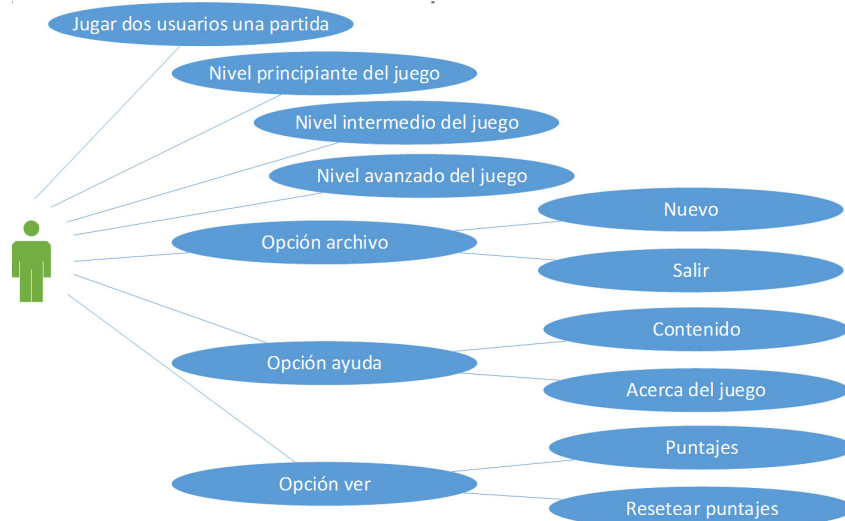 Jugar dos usuarios una partida
Nivel principiante del juego
Nivel intermedio del juego
Nivel avanzado del juego
Nuevo
Opción archivo
Salir
Contenido
Opción ayuda
Acerca del juego
Puntajes
Opción ver
Resetear puntajes